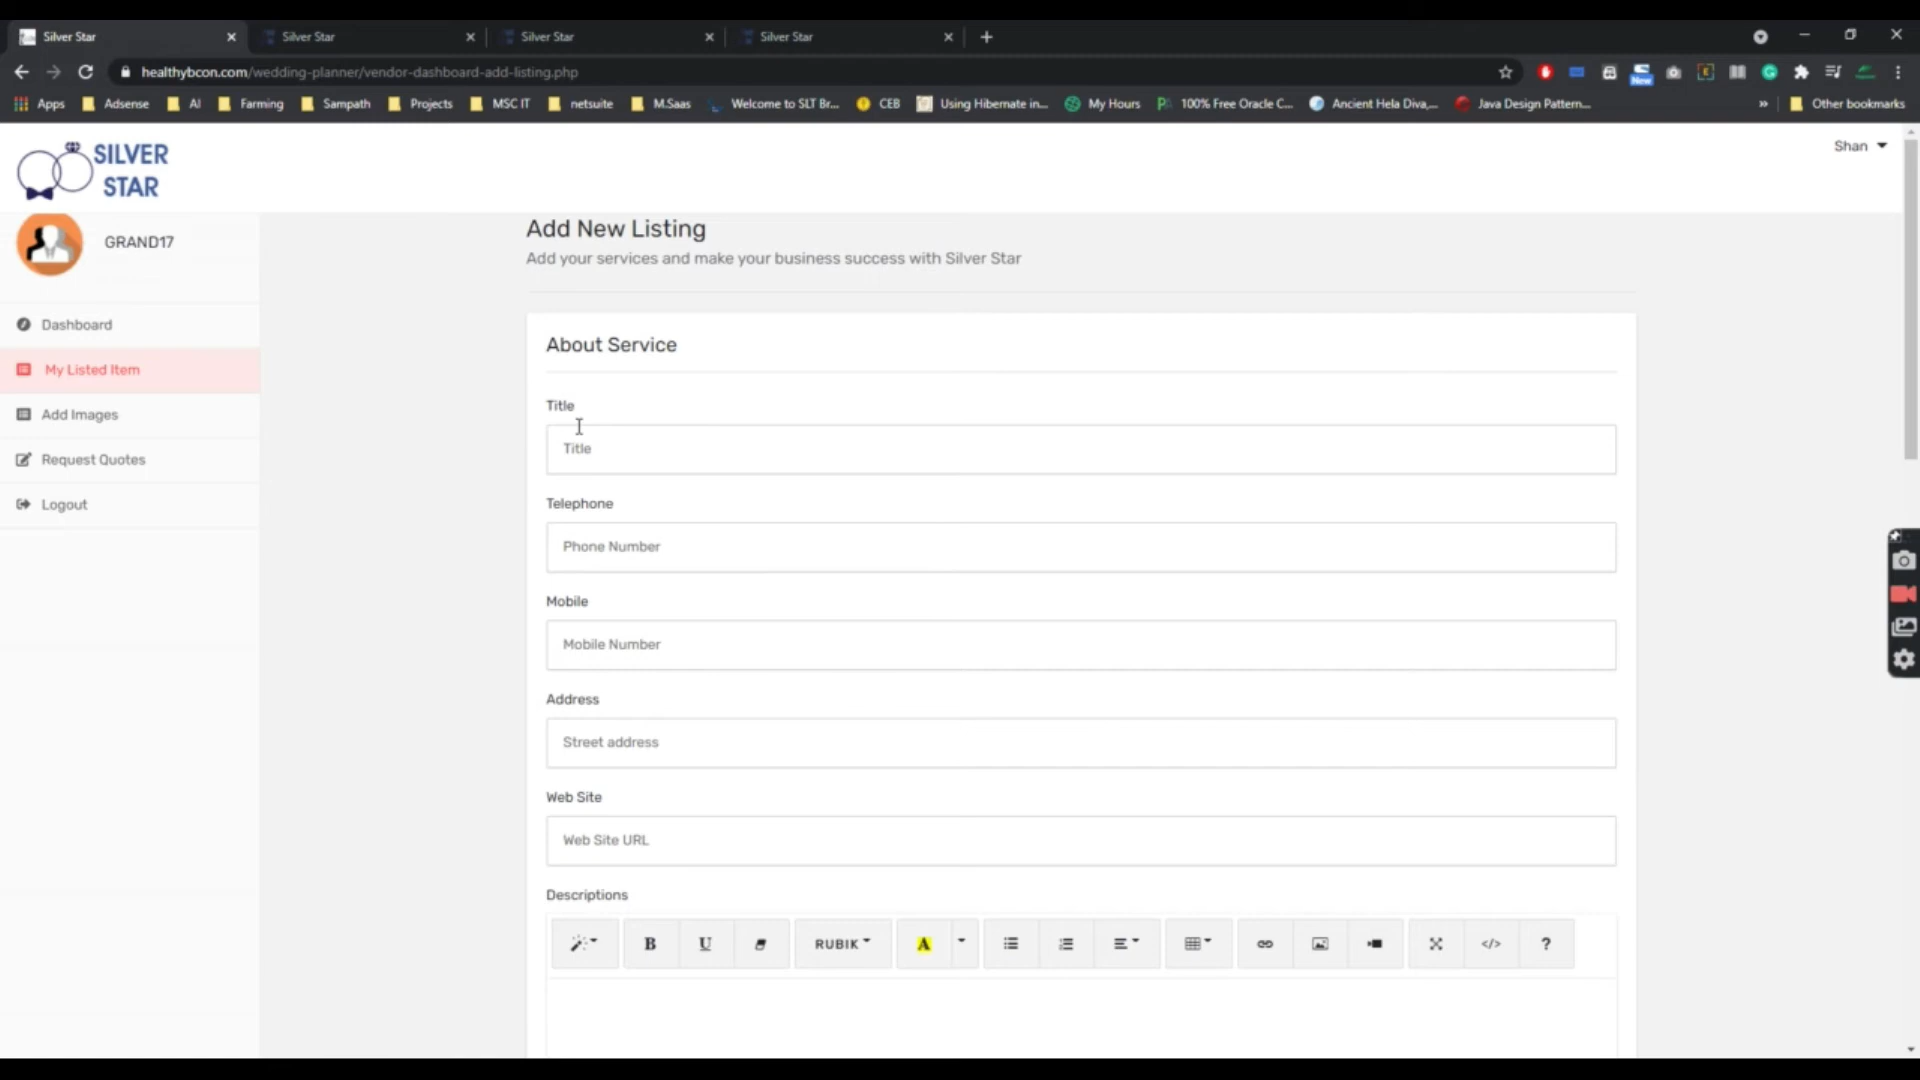 Silver Star
Silver Star
Silver Star
Silver Star
healthybcon.com/wedding-planner/vendor-dashboard-add-listing.php
New
Apps
Adsense
AI
Farming
Sampath
Projects
MSC IT
netsuite
M.Saas
Welcome to SLT Br...
CEB
Using Hibernate in...
My Hours
100% Free Oracle C...
Ancient Hela Diva,...
Java Design Pattern...
»
Other bookmarks
SILVER
STAR
Shan
GRAND17
Dashboard
My Listed Item
Add Images
Request Quotes
Logout
Add New Listing
Add your services and make your business success with Silver Star
About Service
Title
Title
Telephone
Phone Number
Mobile
Mobile Number
Address
Street address
Web Site
Web Site URL
Descriptions
B
U
RUBIK
A
</>
?